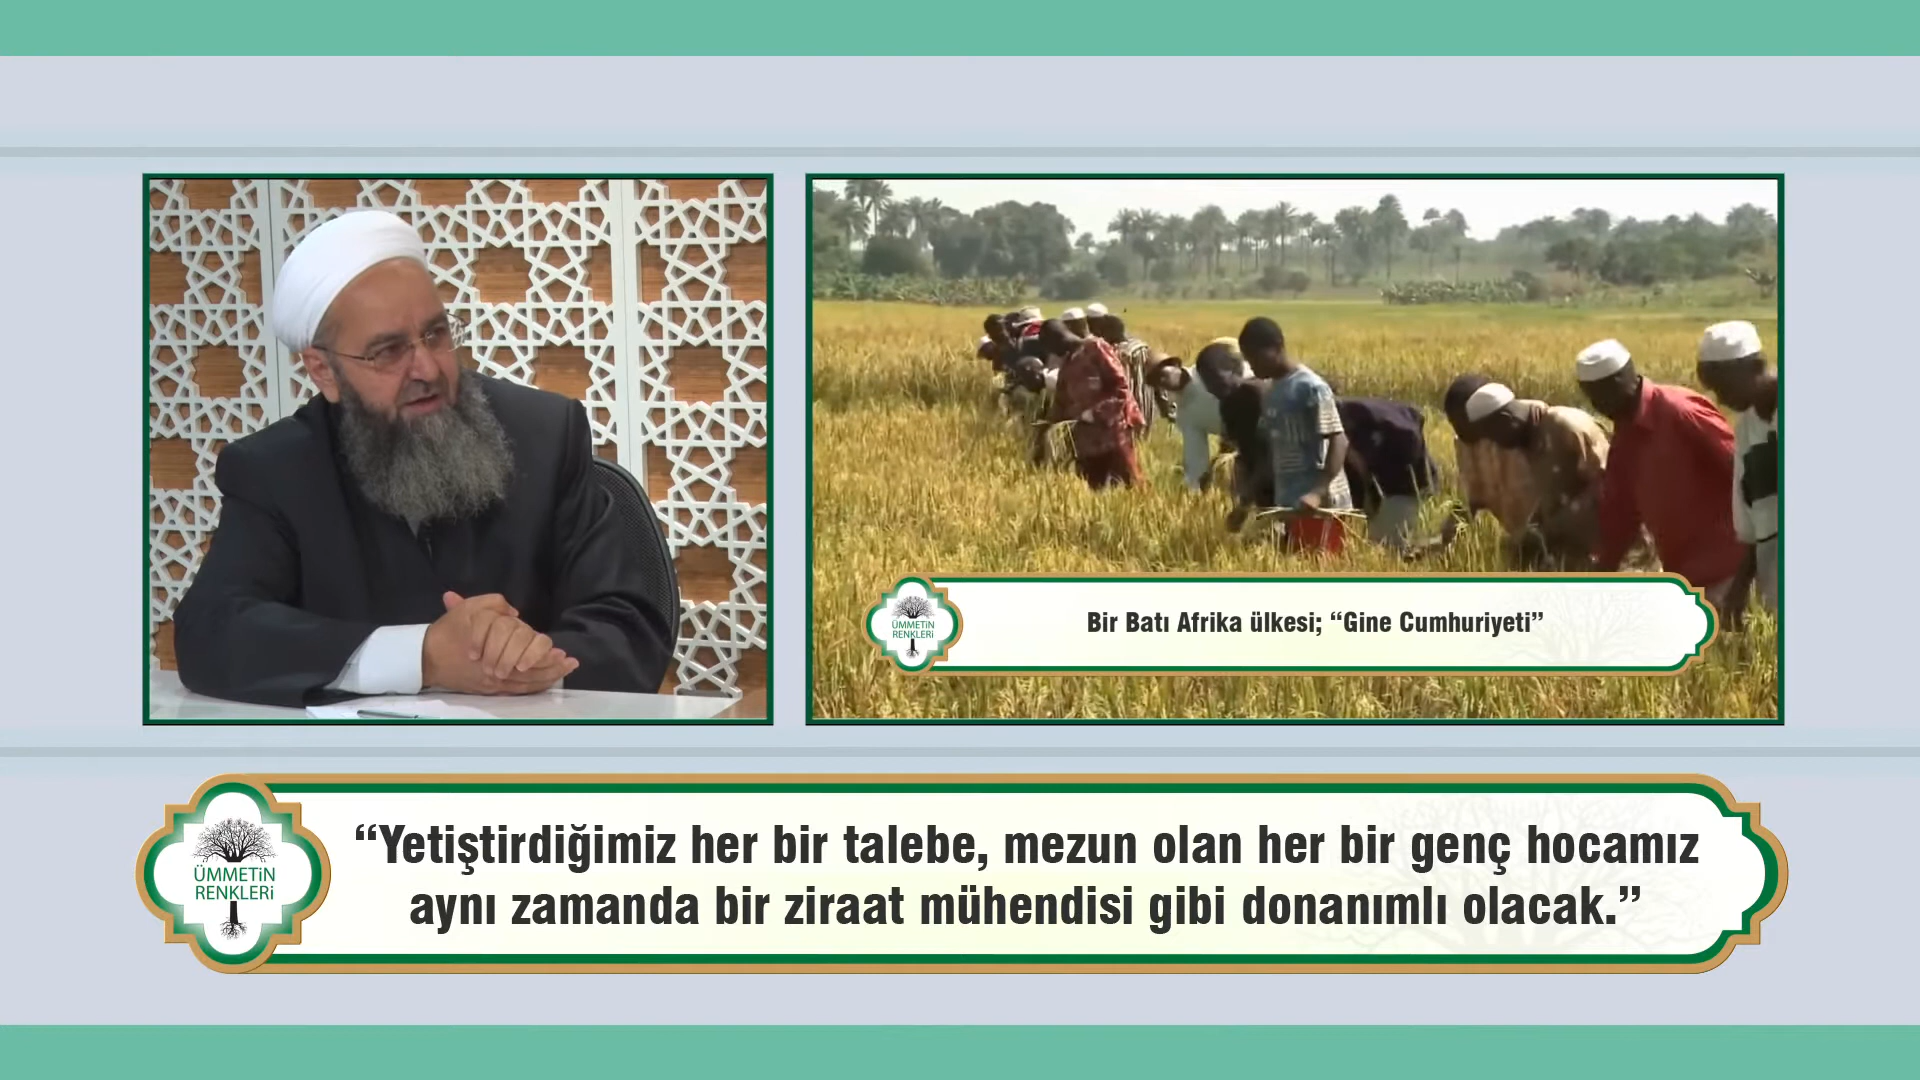 ÜMMETİN
RENKLERİ
Bir Batı Afrika ülkesi; “Gine Cumhuriyeti”
ÜMMETİN
RENKLERİ
“Yetiştirdiğimiz her bir talebe, mezun olan her bir genç hocamız
aynı zamanda bir ziraat mühendisi gibi donanımlı olacak.”